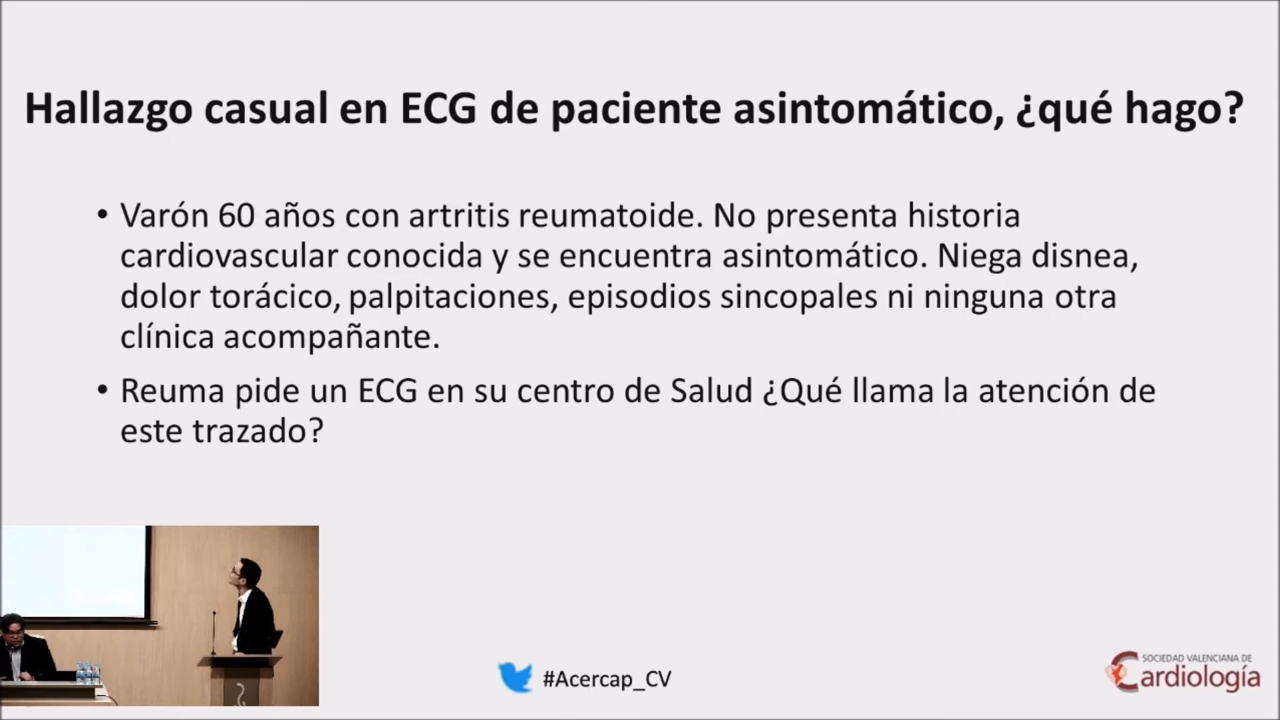 Hallazgo casual en ECG de paciente asintomático, ¿qué hago?
• Varón 60 años con artritis reumatoide. No presenta historia
cardiovascular conocida y se encuentra asintomático. Niega disnea,
dolor torácico, palpitaciones, episodios sincopales ni ninguna otra
clínica acompañante.
• Reuma pide un ECG en su centro de Salud ¿Qué llama la atención de
este trazado?
#Acercap_CV
SOCIEDAD VALENCIANA DE
Cardiología